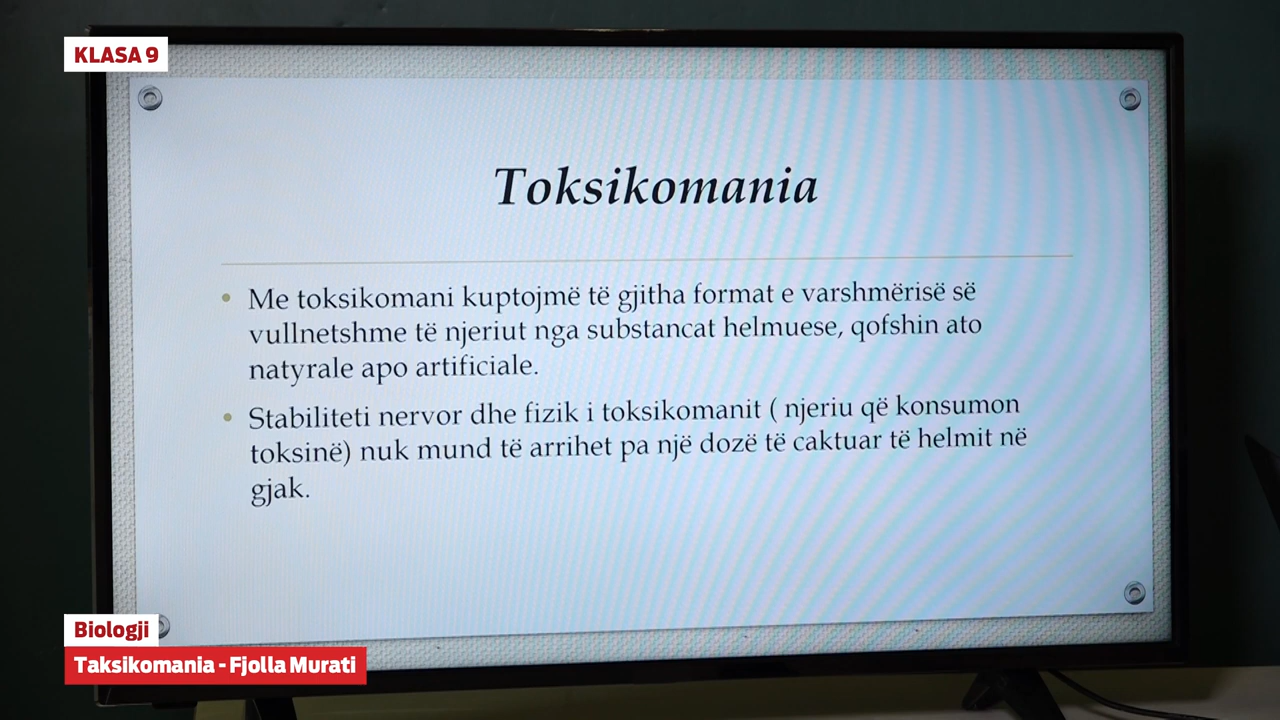 KLASA 9
Toksikomania
• Me toksikomani kuptojmë të gjitha format e varshmërisë së
vullnetshme të njeriut nga substancat helmuese, qofshin ato
natyrale apo artificiale.
• Stabiliteti nervor dhe fizik i toksikomanit ( njeriu që konsumon
toksinë) nuk mund të arrihet pa një dozë të caktuar të helmit në
gjak.
Biologji
Taksikomania - Fjolla Murati